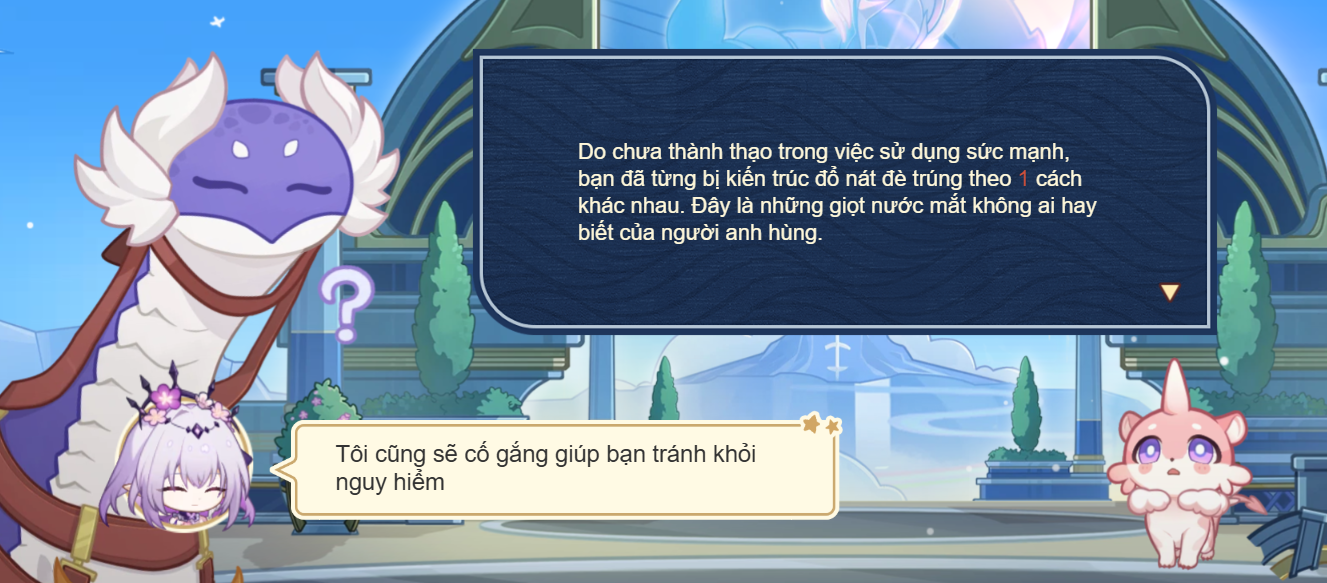 Do chưa thành thạo trong việc sử dụng sức mạnh,
bạn đã từng bị kiến trúc đổ nát đè trúng theo 1 cách
khác nhau. Đây là những giọt nước mắt không ai hay
biết của người anh hùng.
?
Tôi cũng sẽ cố gắng giúp bạn tránh khỏi
nguy hiểm